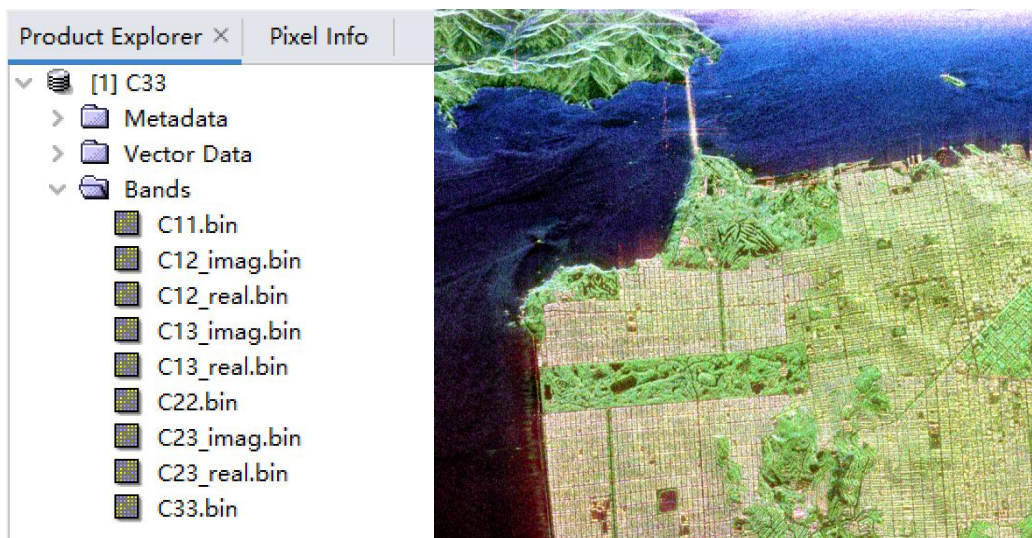 Product Explorer × Pixel Info
[1] C33
Metadata
Vector Data
Bands
C11.bin
C12_imag.bin
C12_real.bin
C13_imag.bin
C13_real.bin
C22.bin
C23_imag.bin
C23_real.bin
C33.bin